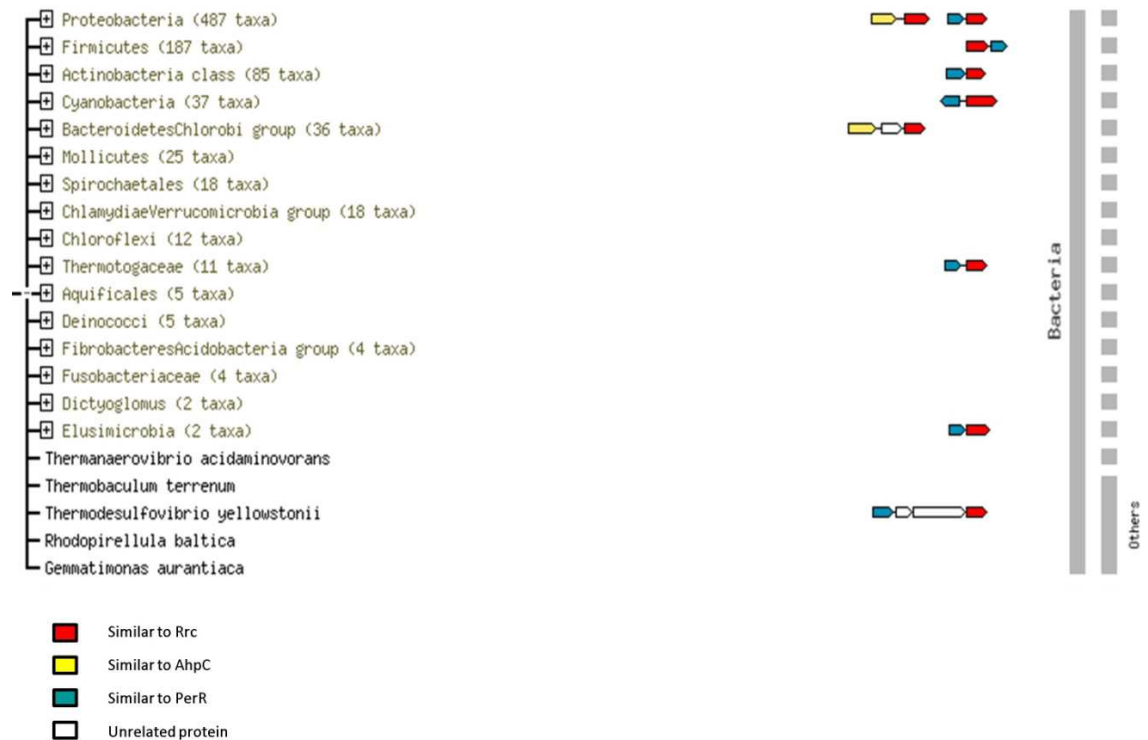 Proteobacteria (487 taxa)
Firmicutes (187 taxa)
Actinobacteria class (85 taxa)
Cyanobacteria (37 taxa)
BacteroidetesChlorobi group (36 taxa)
Mollicutes (25 taxa)
Spirochaetales (18 taxa)
ChlamydiaeVerrucomicrobia group (18 taxa)
Chloroflexi (12 taxa)
Thermotogaceae (11 taxa)
Aquificales (5 taxa)
Deinococci (5 taxa)
FibrobacteresAcidobacteria group (4 taxa)
Fusobacteriaceae (4 taxa)
Dictyoglomus (2 taxa)
Elusimicrobia (2 taxa)
Thermanaerovibrio acidaminovorans
Thermobaculum terrenum
Thermodesulfovibrio yellowstonii
Rhodopirellula baltica
Gemmatimonas aurantiaca
Bacteria
Others
Similar to Rrc
Similar to AhpC
Similar to PerR
Unrelated protein